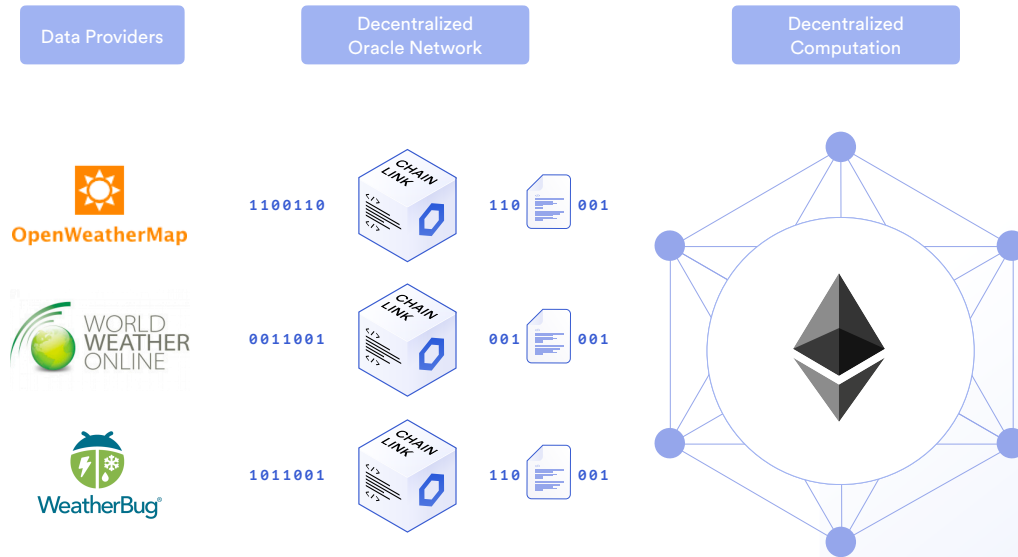 Data Providers
Decentralized
Oracle Network
Decentralized
Computation
OpenWeatherMap
1100110
CHAIN
LINK
</>
</>
110
001
WORLD
WEATHER
ONLINE
0011001
CHAIN
LINK
</>
</>
001
001
WeatherBug®
1011001
CHAIN
LINK
</>
</>
110
001